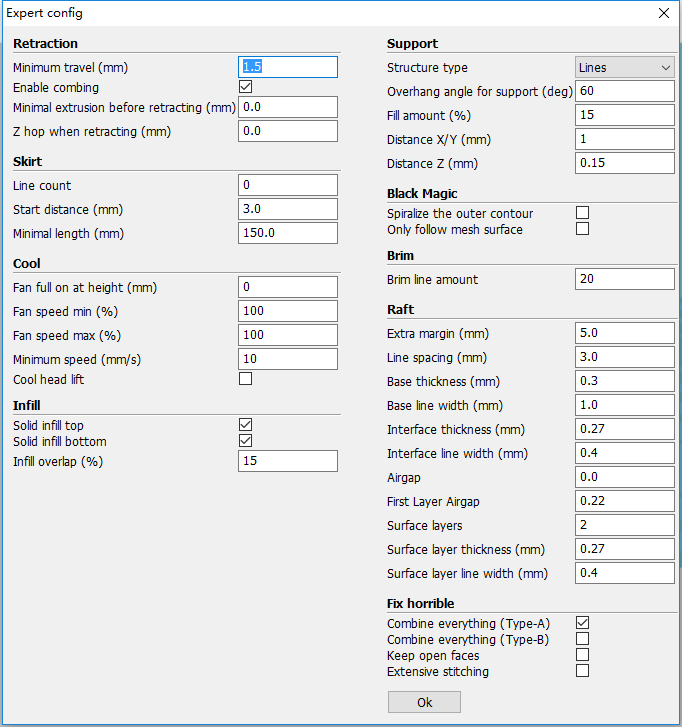 Expert config
Retraction
Minimum travel (mm) 1.5
Enable combing
Minimal extrusion before retracting (mm) 0.0
Z hop when retracting (mm) 0.0
Skirt
Line count 0
Start distance (mm) 3.0
Minimal length (mm) 150.0
Cool
Fan full on at height (mm) 0
Fan speed min (%) 100
Fan speed max (%) 100
Minimum speed (mm/s) 10
Cool head lift
Infill
Solid infill top
Solid infill bottom
Infill overlap (%) 15
Support
Structure type Lines
Overhang angle for support (deg) 60
Fill amount (%) 15
Distance X/Y (mm) 1
Distance Z (mm) 0.15
Black Magic
Spiralize the outer contour
Only follow mesh surface
Brim
Brim line amount 20
Raft
Extra margin (mm) 5.0
Line spacing (mm) 3.0
Base thickness (mm) 0.3
Base line width (mm) 1.0
Interface thickness (mm) 0.27
Interface line width (mm) 0.4
Airgap 0.0
First Layer Airgap 0.22
Surface layers 2
Surface layer thickness (mm) 0.27
Surface layer line width (mm) 0.4
Fix horrible
Combine everything (Type-A)
Combine everything (Type-B)
Keep open faces
Extensive stitching
Ok